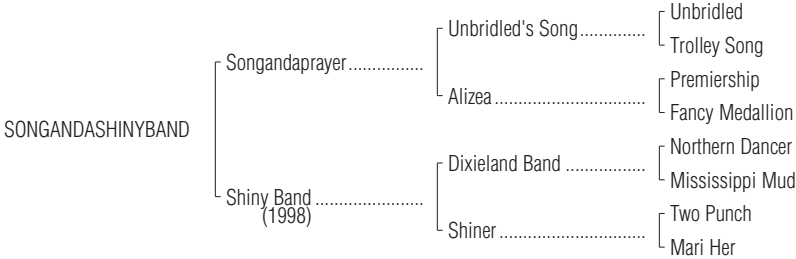 Unbridled
Unbridled's Song..............
Trolley Song
Songandaprayer................
Premiership
Alizea................................
Fancy Medallion
SONGANDASHINYBAND
Northern Dancer
Dixieland Band .................
Mississippi Mud
Shiny Band .......................
(1998)
Two Punch
Shiner...............................
Mari Her